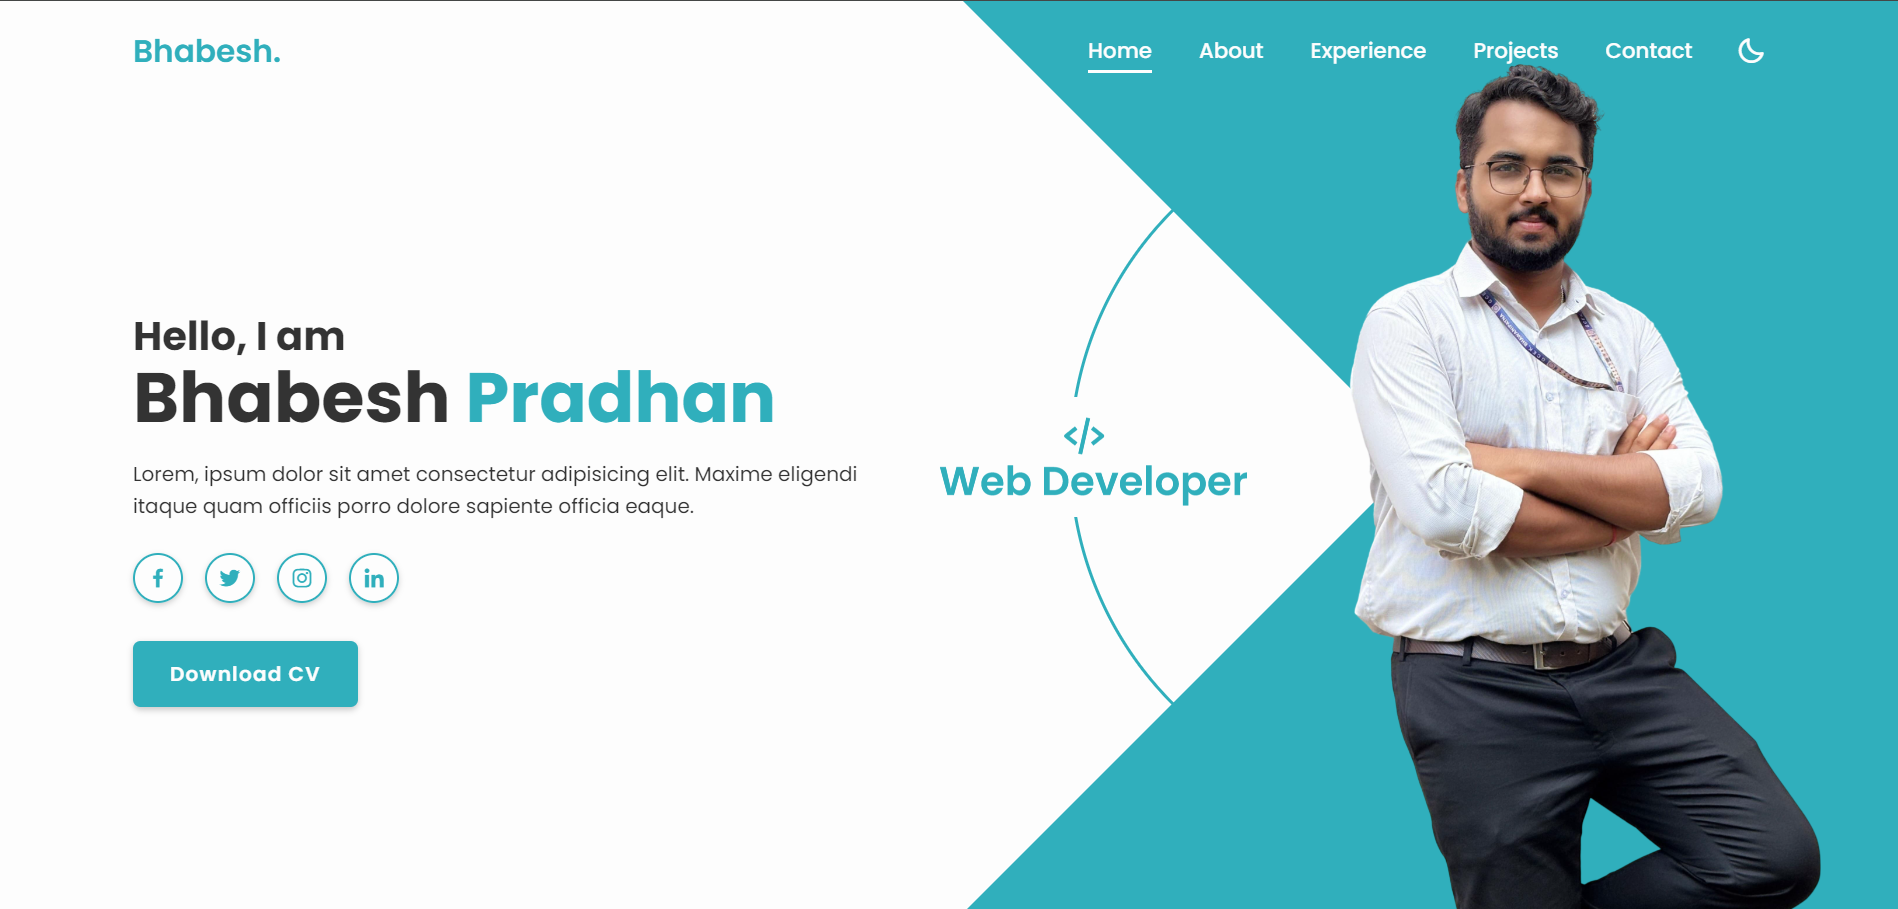 Bhabesh.
Home About Experience Projects Contact
Hello, I am
Bhabesh Pradhan
Lorem, ipsum dolor sit amet consectetur adipisicing elit. Maxime eligendi
itaque quam officiis porro dolore sapiente officia eaque.
</>
Web Developer
Download CV